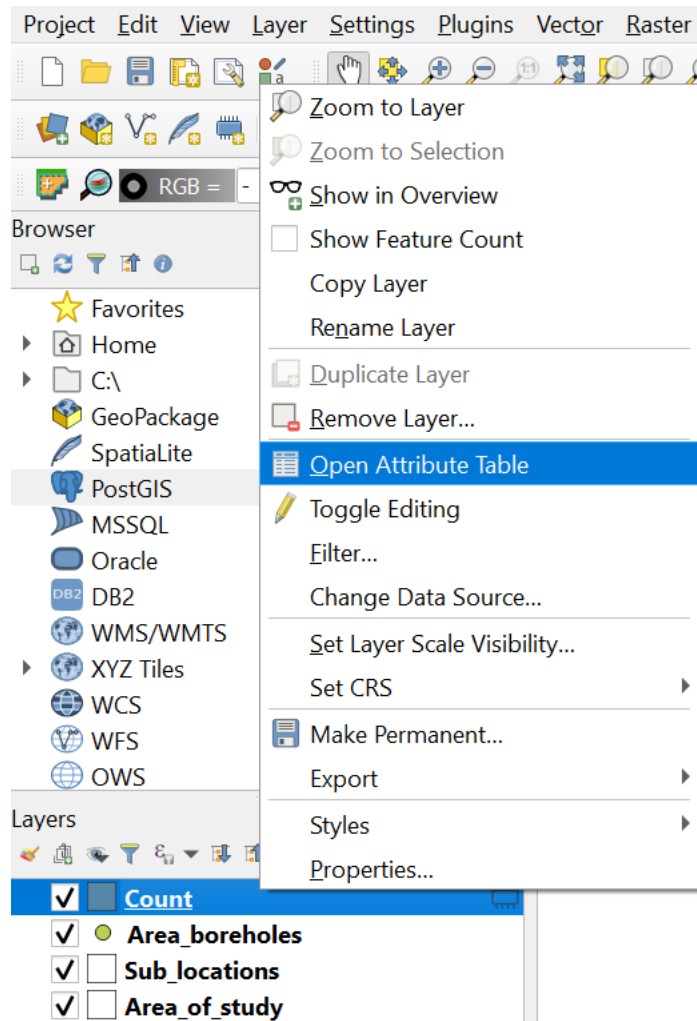 Project Edit View Layer Settings Plugins Vector Raster
a
1:1
RGB = -
Browser
Favorites
Home
C:\
GeoPackage
SpatiaLite
PostGIS
MSSQL
Oracle
DB2 DB2
WMS/WMTS
XYZ Tiles
WCS
WFS
OWS
Zoom to Layer
Zoom to Selection
Show in Overview
Show Feature Count
Copy Layer
Rename Layer
Duplicate Layer
Remove Layer...
Open Attribute Table
Toggle Editing
Filter...
Change Data Source...
Set Layer Scale Visibility...
Set CRS
Make Permanent...
Export
Styles
Properties...
Layers
Count
Area_boreholes
Sub_locations
Area_of_study